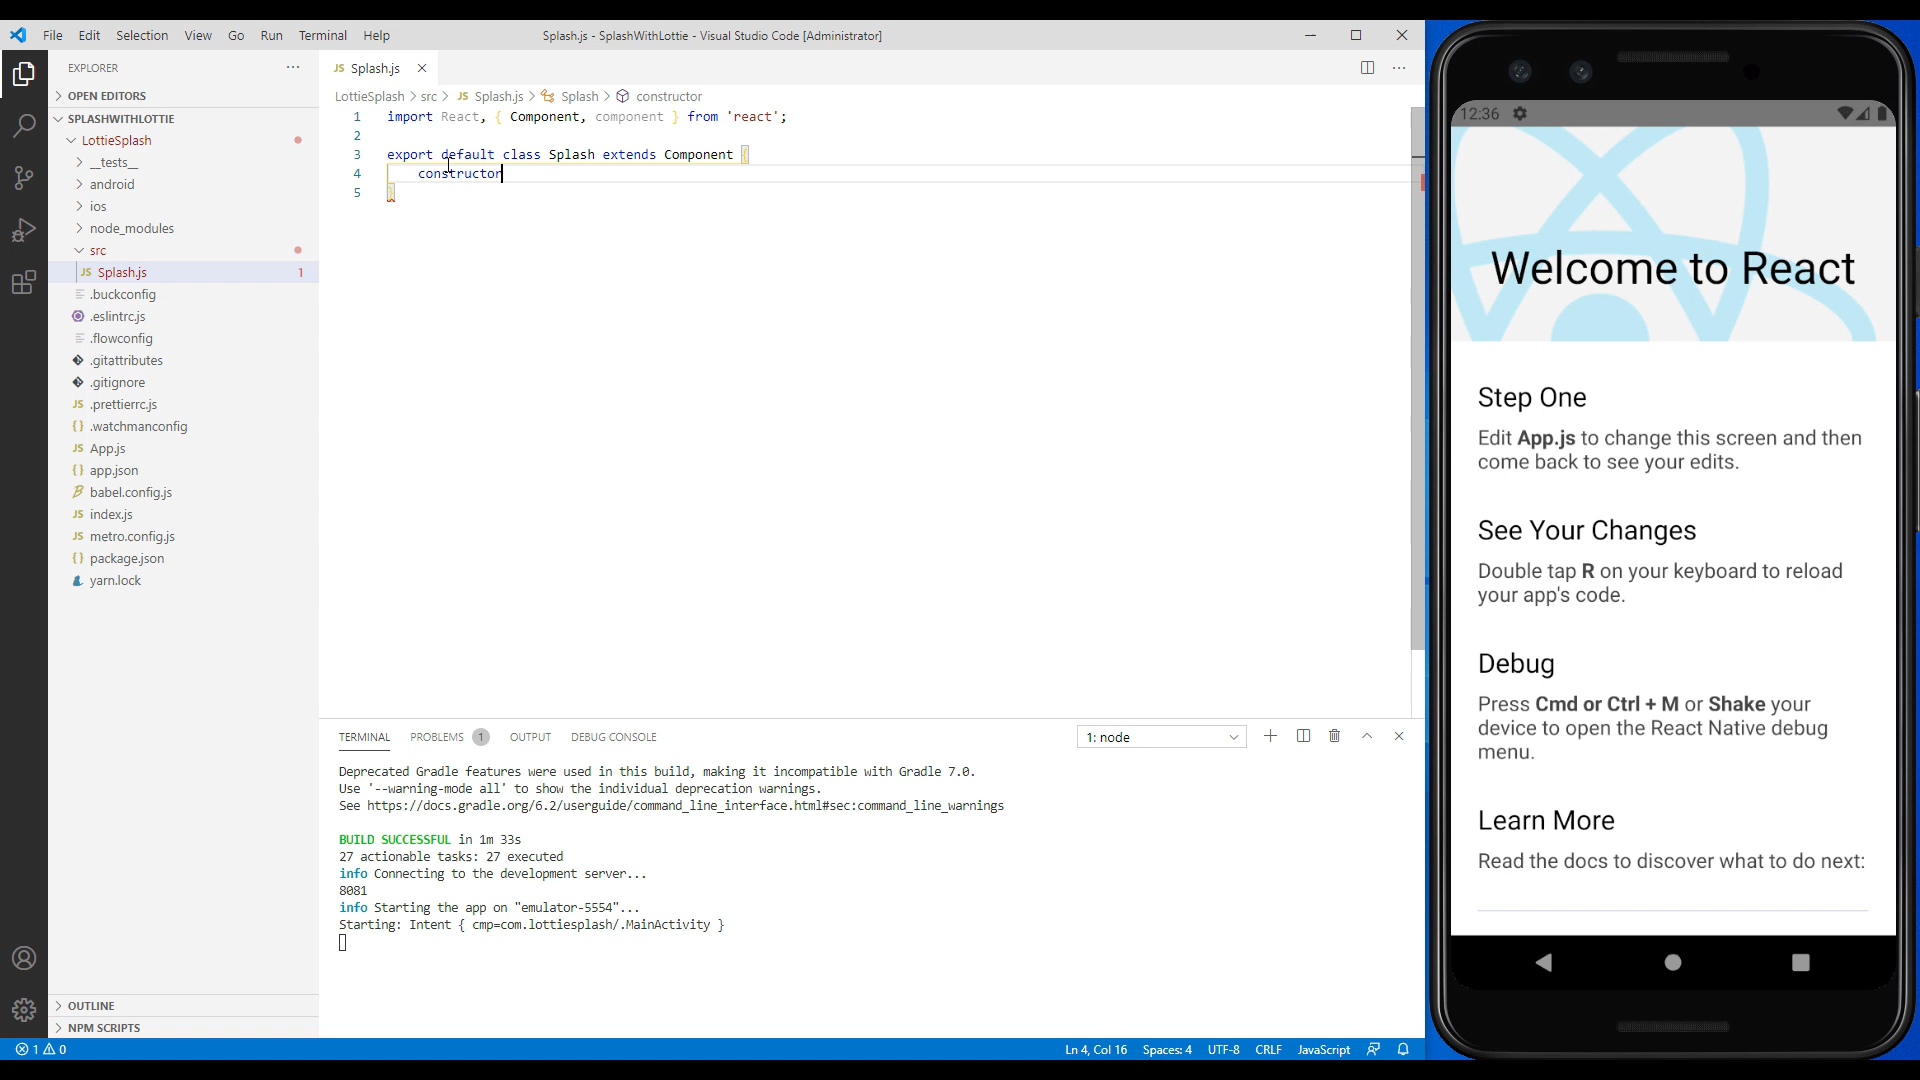 File Edit Selection View Go Run Terminal Help
Splash.js - SplashWithLottie - Visual Studio Code [Administrator]
EXPLORER
OPEN EDITORS
SPLASHWITHLOTTIE
LottieSplash
__tests__
android
ios
node_modules
src
JS Splash.js 1
.buckconfig
.eslintrc.js
.flowconfig
.gitattributes
.gitignore
JS .prettierrc.js
{} .watchmanconfig
JS App.js
{} app.json
babel.config.js
JS index.js
JS metro.config.js
{} package.json
yarn.lock
OUTLINE
NPM SCRIPTS
JS Splash.js
LottieSplash > src > JS Splash.js > Splash > constructor
1 import React, { Component, component } from 'react';
2
3 export default class Splash extends Component {
4 constructor
5 }
TERMINAL PROBLEMS 1 OUTPUT DEBUG CONSOLE
1: node
Deprecated Gradle features were used in this build, making it incompatible with Gradle 7.0.
Use '--warning-mode all' to show the individual deprecation warnings.
See https://docs.gradle.org/6.2/userguide/command_line_interface.html#sec:command_line_warnings
BUILD SUCCESSFUL in 1m 33s
27 actionable tasks: 27 executed
info Connecting to the development server...
8081
info Starting the app on "emulator-5554"...
Starting: Intent { cmp=com.lottiesplash/.MainActivity }
1 0
Ln 4, Col 16 Spaces: 4 UTF-8 CRLF JavaScript
12:36
Welcome to React
Step One
Edit App.js to change this screen and then
come back to see your edits.
See Your Changes
Double tap R on your keyboard to reload
your app's code.
Debug
Press Cmd or Ctrl + M or Shake your
device to open the React Native debug
menu.
Learn More
Read the docs to discover what to do next: